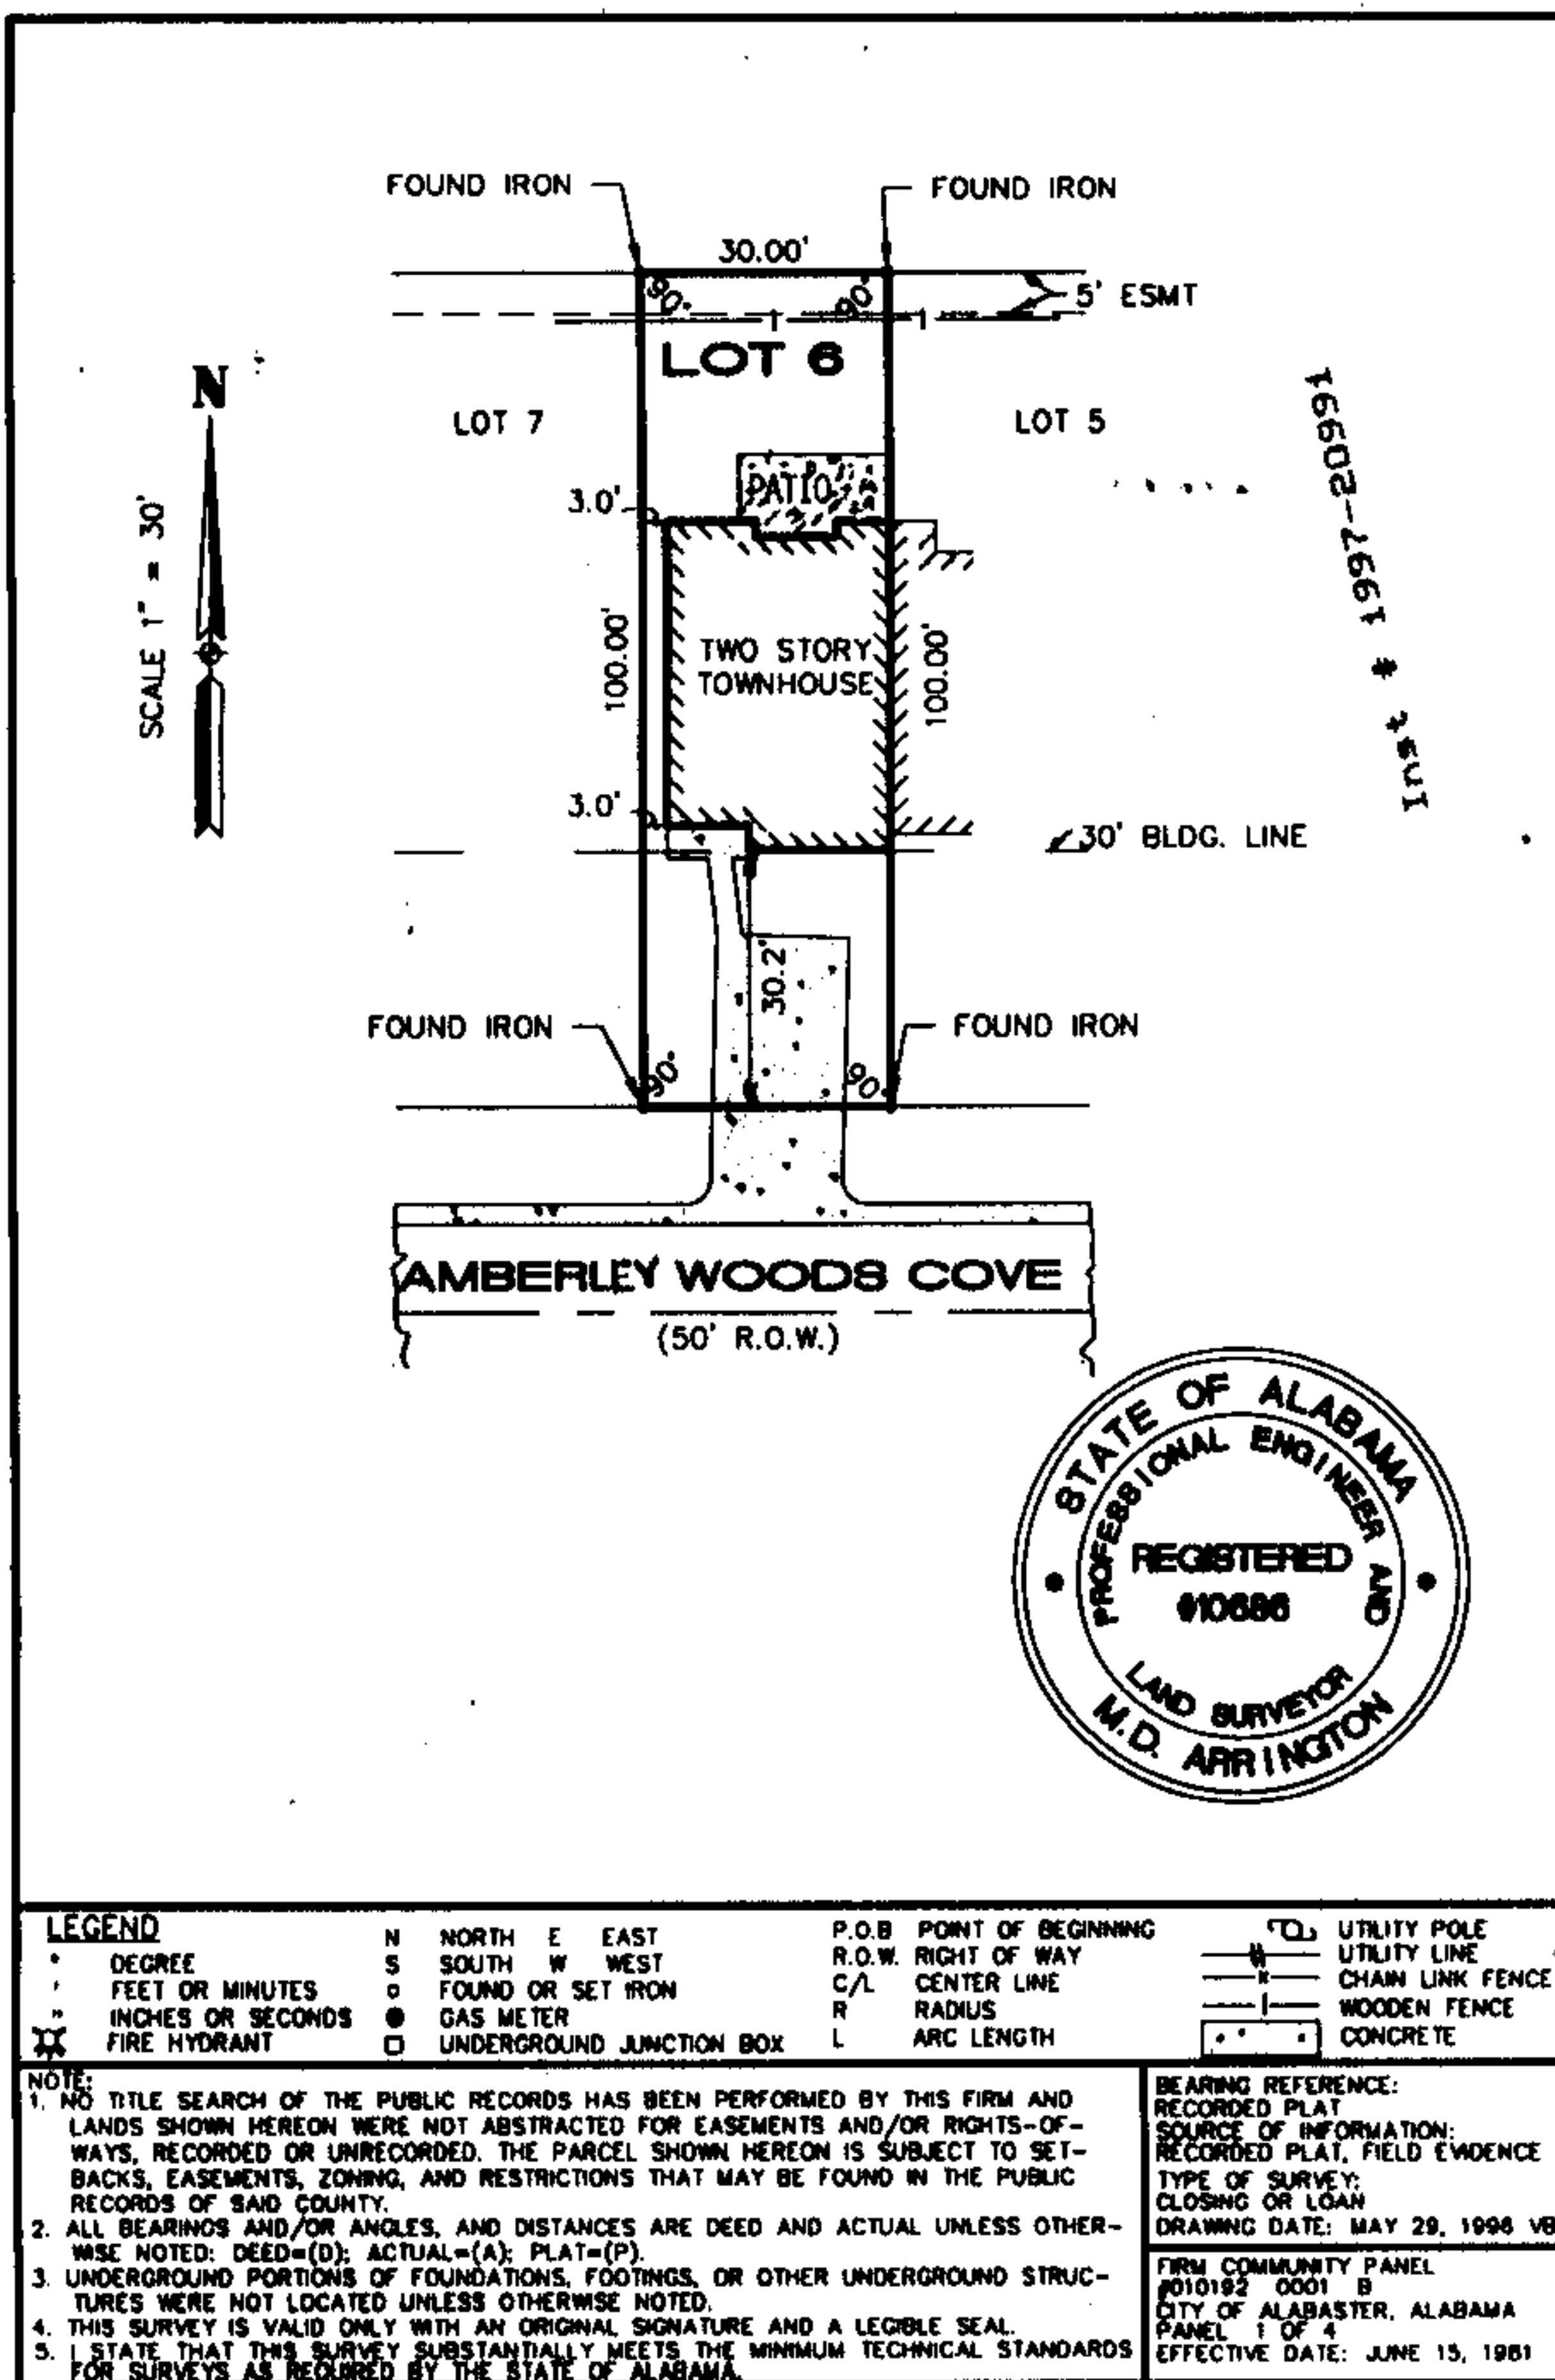 FOUND IRON
FOUND IRON
30.00'
90°
90°
5' ESMT
LOT 6
N
LOT 7
LOT 5
SCALE 1" = 30'
PATIO
3.0'
Inst # 1997-20991
100.00'
TWO STORY
TOWNHOUSE
100.00'
3.0'
30' BLDG. LINE
30.2'
FOUND IRON
FOUND IRON
90°
90°
AMBERLEY WOODS COVE
(50' R.O.W.)
STATE OF ALABAMA
PROFESSIONAL ENGINEER AND
REGISTERED
#10686
LAND SURVEYOR
M.D. ARRINGTON
LEGEND
° DEGREE
' FEET OR MINUTES
" INCHES OR SECONDS
FIRE HYDRANT
N NORTH E EAST
S SOUTH W WEST
FOUND OR SET IRON
GAS METER
UNDERGROUND JUNCTION BOX
P.O.B POINT OF BEGINNING
R.O.W. RIGHT OF WAY
C/L CENTER LINE
R RADIUS
L ARC LENGTH
UTILITY POLE
UTILITY LINE
CHAIN LINK FENCE
WOODEN FENCE
CONCRETE
NOTE:
1. NO TITLE SEARCH OF THE PUBLIC RECORDS HAS BEEN PERFORMED BY THIS FIRM AND
LANDS SHOWN HEREON WERE NOT ABSTRACTED FOR EASEMENTS AND/OR RIGHTS-OF-
WAYS, RECORDED OR UNRECORDED. THE PARCEL SHOWN HEREON IS SUBJECT TO SET-
BACKS, EASEMENTS, ZONING, AND RESTRICTIONS THAT MAY BE FOUND IN THE PUBLIC
RECORDS OF SAID COUNTY.
2. ALL BEARINGS AND/OR ANGLES, AND DISTANCES ARE DEED AND ACTUAL UNLESS OTHER-
WISE NOTED: DEED=(D); ACTUAL=(A); PLAT=(P).
3. UNDERGROUND PORTIONS OF FOUNDATIONS, FOOTINGS, OR OTHER UNDERGROUND STRUC-
TURES WERE NOT LOCATED UNLESS OTHERWISE NOTED.
4. THIS SURVEY IS VALID ONLY WITH AN ORIGINAL SIGNATURE AND A LEGIBLE SEAL.
5. I STATE THAT THIS SURVEY SUBSTANTIALLY MEETS THE MINIMUM TECHNICAL STANDARDS
FOR SURVEYS AS REQUIRED BY THE STATE OF ALABAMA.
BEARING REFERENCE:
RECORDED PLAT
SOURCE OF INFORMATION:
RECORDED PLAT, FIELD EVIDENCE
TYPE OF SURVEY:
CLOSING OR LOAN
DRAWING DATE: MAY 29, 1996 VB
FIRM COMMUNITY PANEL
#010192 0001 B
CITY OF ALABASTER, ALABAMA
PANEL 1 OF 4
EFFECTIVE DATE: JUNE 15, 1981